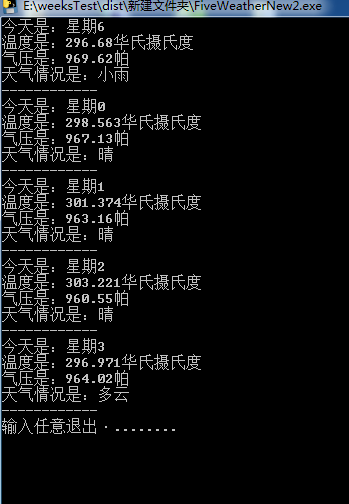 E:\weeksTest\dist\新建文件夹\FiveWeatherNew2.exe
今天是：星期6
温度是：296.68华氏摄氏度
气压是：969.62帕
天气情况是：小雨
------------
今天是：星期0
温度是：298.563华氏摄氏度
气压是：967.13帕
天气情况是：晴
------------
今天是：星期1
温度是：301.374华氏摄氏度
气压是：963.16帕
天气情况是：晴
------------
今天是：星期2
温度是：303.221华氏摄氏度
气压是：960.55帕
天气情况是：晴
------------
今天是：星期3
温度是：296.971华氏摄氏度
气压是：964.02帕
天气情况是：多云
------------
输入任意退出·........